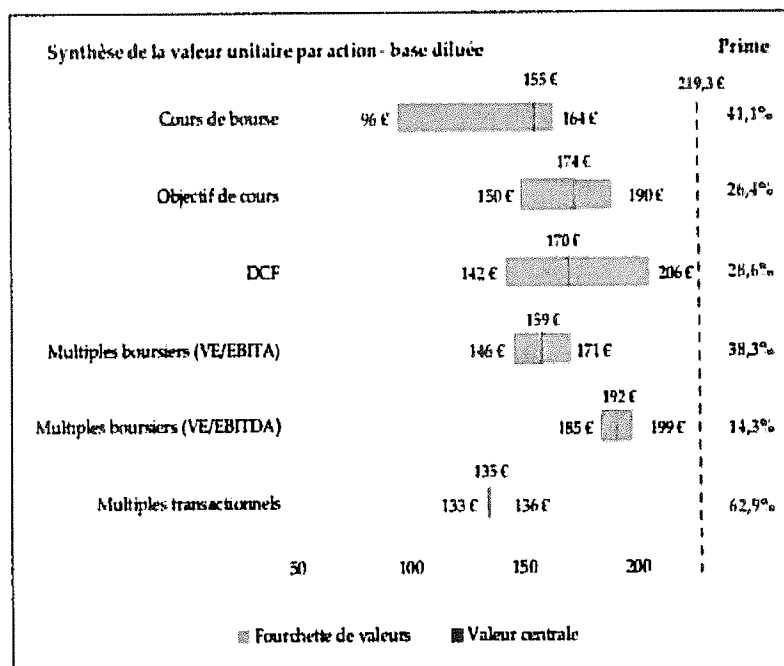 Synthèse de la valeur unitaire par action - base diluée Prime
155 € 219,3 €
Cours de bourse 96 € 164 € 41,1%
174 €
Objectif de cours 150 € 190 € 26,4%
170 €
DCF 142 € 206 € 28,6%
159 €
Multiples boursiers (VE/EBITA) 146 € 171 € 38,3%
192 €
Multiples boursiers (VE/EBITDA) 185 € 199 € 14,3%
135 €
Multiples transactionnels 133 € 136 € 62,9%
50 100 150 200
Fourchette de valeurs Valeur centrale